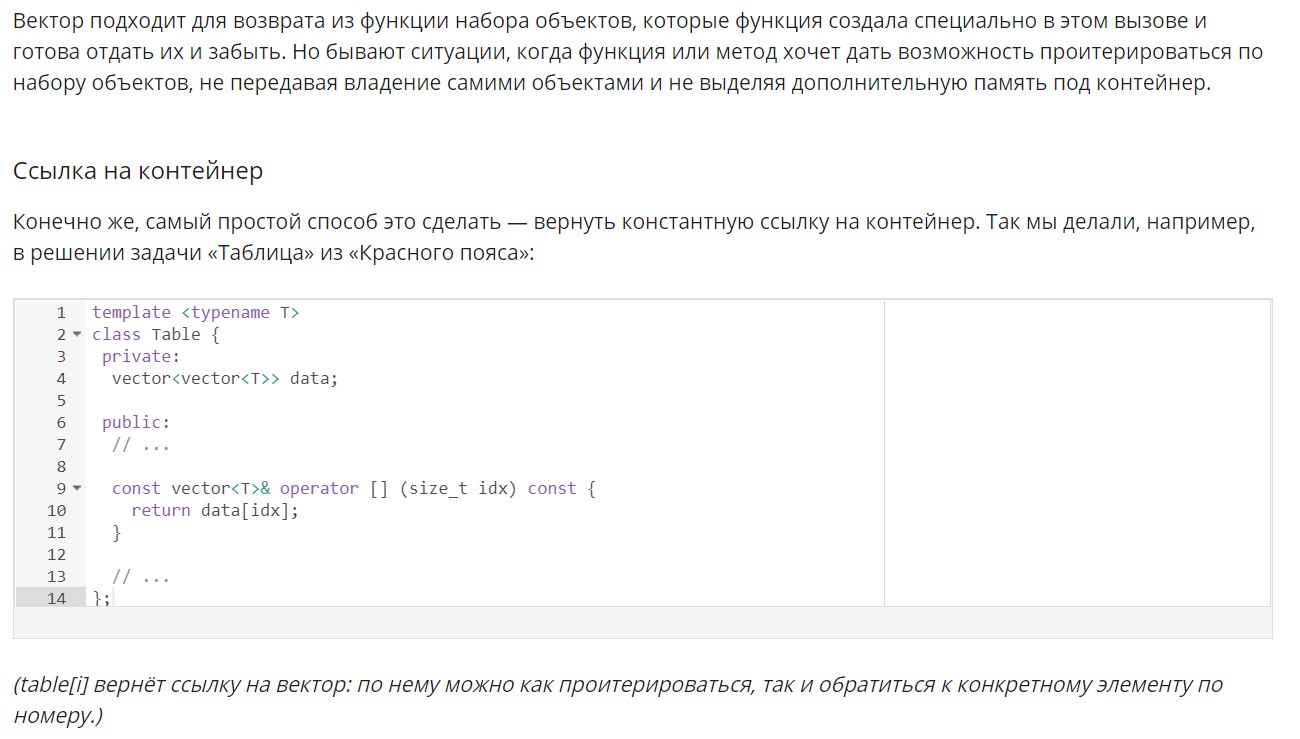 Вектор подходит для возврата из функции набора объектов, которые функция создала специально в этом вызове и
готова отдать их и забыть. Но бывают ситуации, когда функция или метод хочет дать возможность проитерироваться по
набору объектов, не передавая владение самими объектами и не выделяя дополнительную память под контейнер.
Ссылка на контейнер
Конечно же, самый простой способ это сделать — вернуть константную ссылку на контейнер. Так мы делали, например,
в решении задачи «Таблица» из «Красного пояса»:
1 template <typename T>
2 class Table {
3 private:
4 vector<vector<T>> data;
5
6 public:
7 // ...
8
9 const vector<T>& operator [] (size_t idx) const {
10 return data[idx];
11 }
12
13 // ...
14 };
(table[i] вернёт ссылку на вектор: по нему можно как проитерироваться, так и обратиться к конкретному элементу по
номеру.)